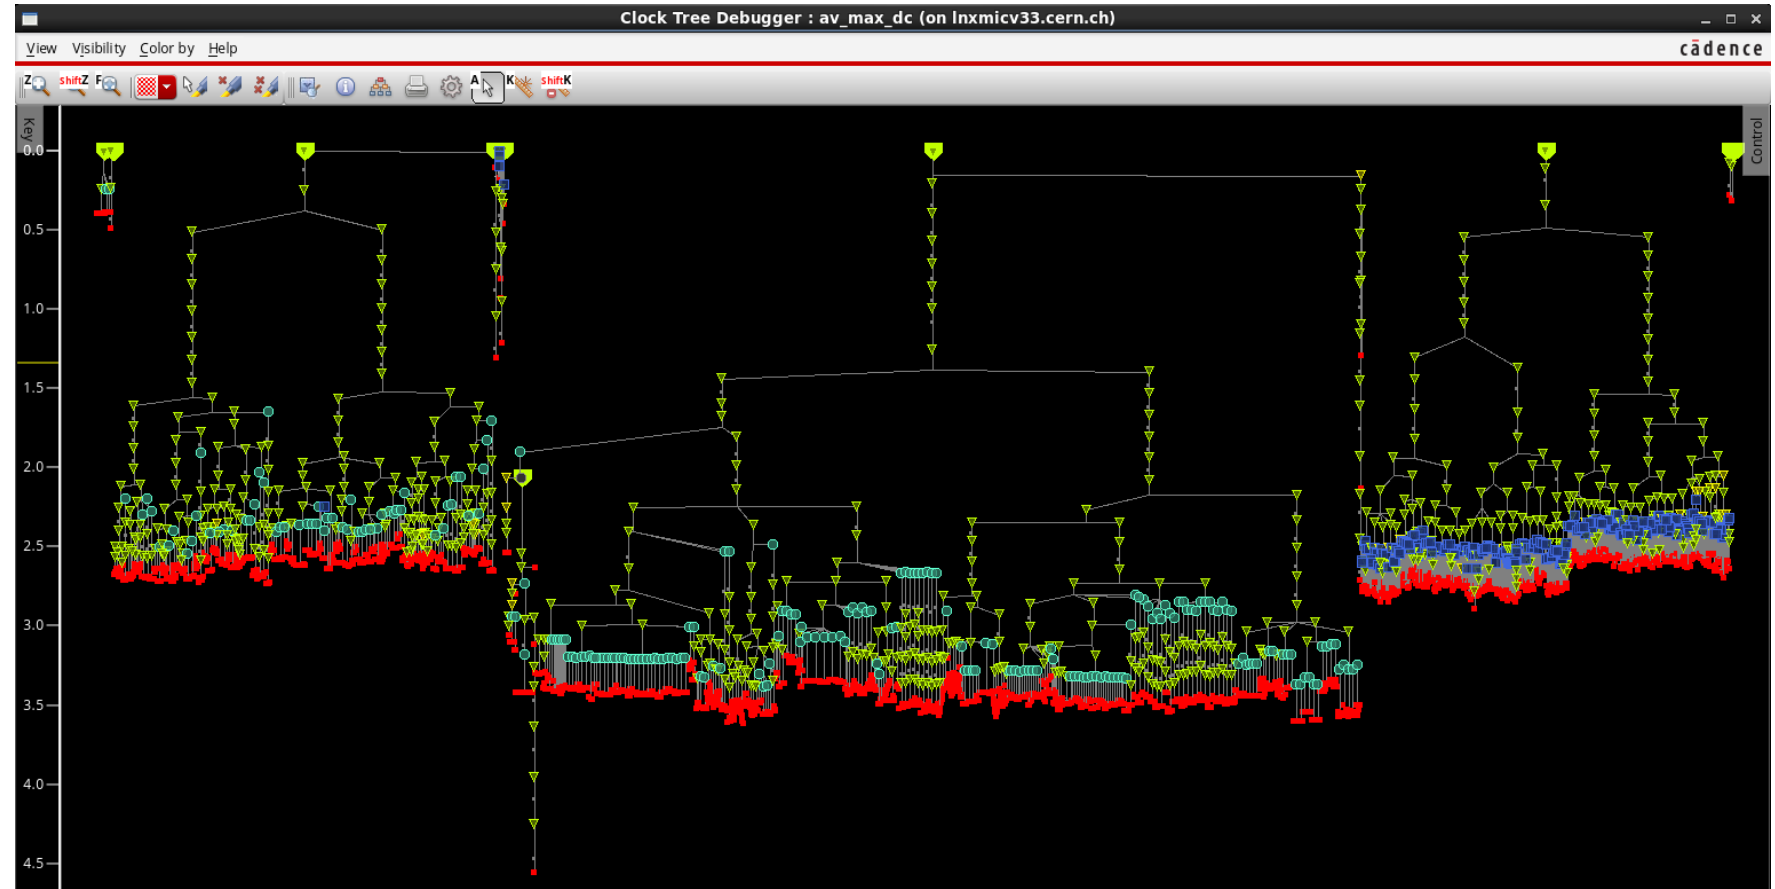 Clock Tree Debugger : av_max_dc (on lnxmicv33.cern.ch)
View Visibility Color by Help
cādence
Z ShiftZ F A K ShiftK
Key
Control
0.0
0.5
1.0
1.5
2.0
2.5
3.0
3.5
4.0
4.5